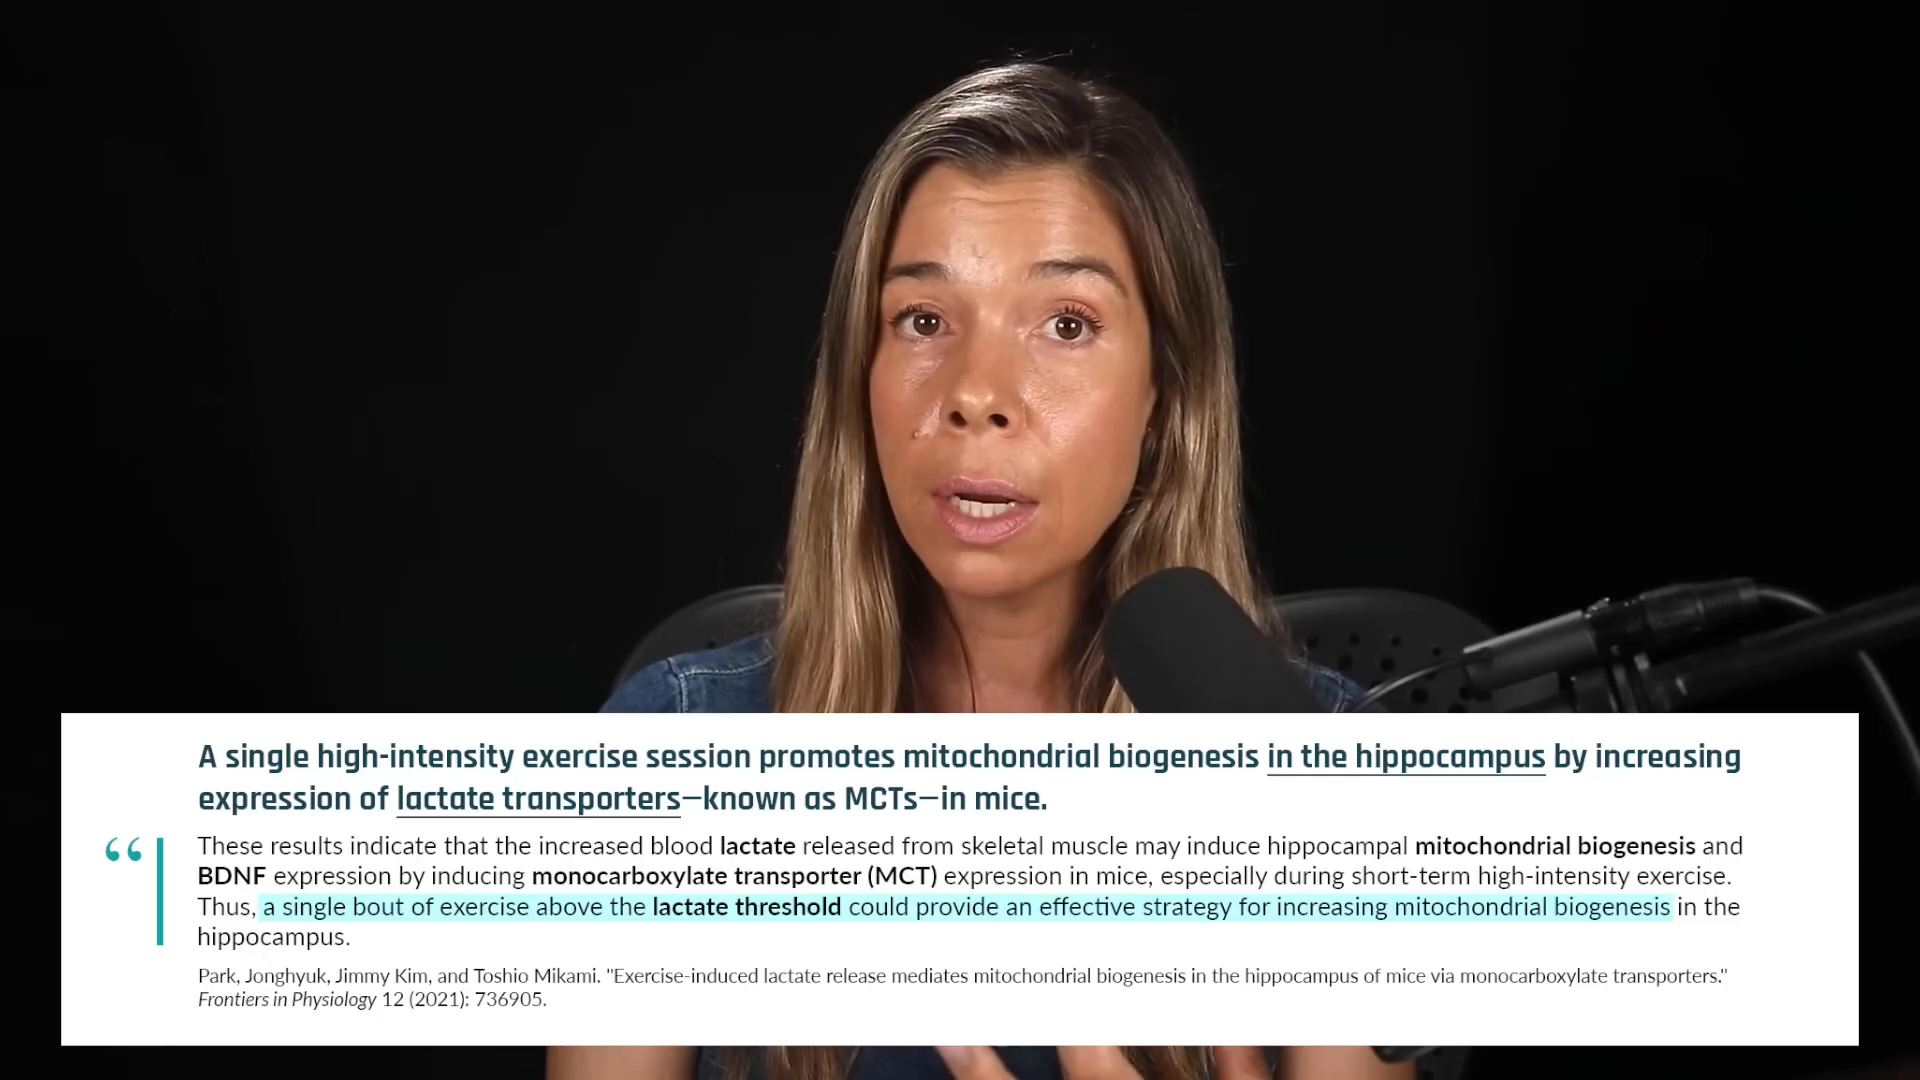 A single high-intensity exercise session promotes mitochondrial biogenesis in the hippocampus by increasing
expression of lactate transporters—known as MCTs—in mice.
“
These results indicate that the increased blood lactate released from skeletal muscle may induce hippocampal mitochondrial biogenesis and
BDNF expression by inducing monocarboxylate transporter (MCT) expression in mice, especially during short-term high-intensity exercise.
Thus, a single bout of exercise above the lactate threshold could provide an effective strategy for increasing mitochondrial biogenesis in the
hippocampus.
Park, Jonghyuk, Jimmy Kim, and Toshio Mikami. "Exercise-induced lactate release mediates mitochondrial biogenesis in the hippocampus of mice via monocarboxylate transporters."
Frontiers in Physiology 12 (2021): 736905.